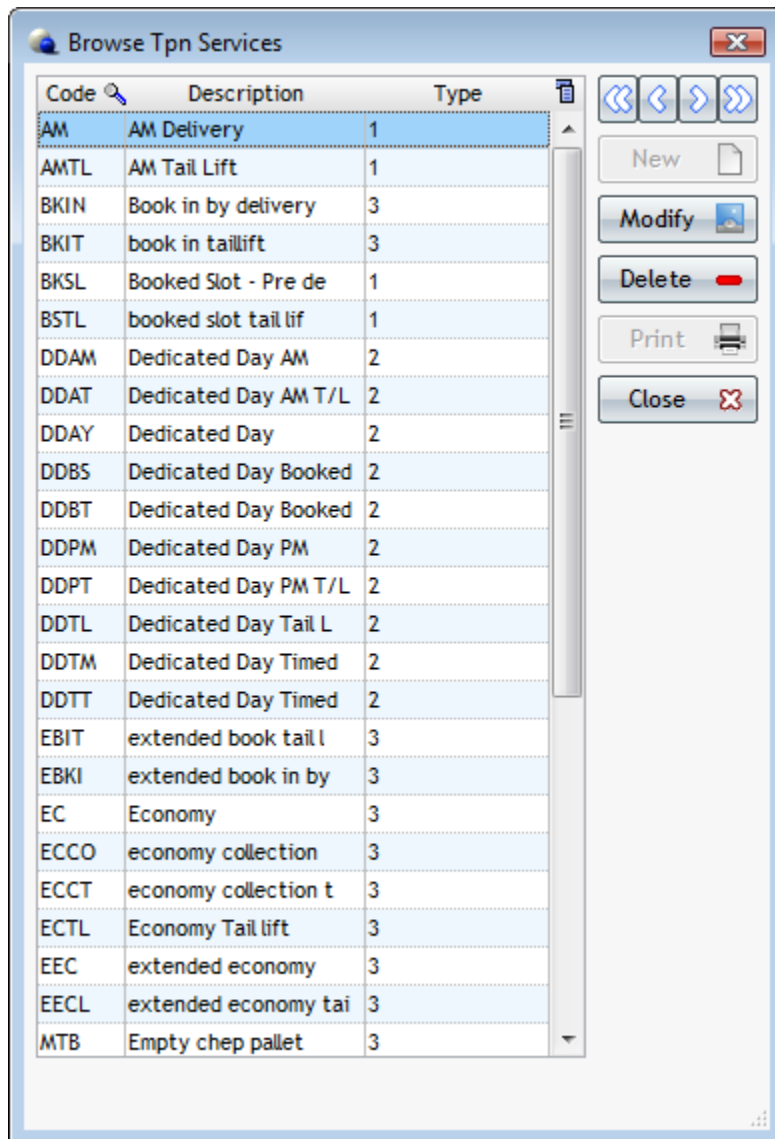 Browse Tpn Services
Code Description Type
AM AM Delivery 1
AMTL AM Tail Lift 1
BKIN Book in by delivery 3
BKIT book in taillift 3
BKSL Booked Slot - Pre de 1
BSTL booked slot tail lif 1
DDAM Dedicated Day AM 2
DDAT Dedicated Day AM T/L 2
DDAY Dedicated Day 2
DDBS Dedicated Day Booked 2
DDBT Dedicated Day Booked 2
DDPM Dedicated Day PM 2
DDPT Dedicated Day PM T/L 2
DDTL Dedicated Day Tail L 2
DDTM Dedicated Day Timed 2
DDTT Dedicated Day Timed 2
EBIT extended book tail l 3
EBKI extended book in by 3
EC Economy 3
ECCO economy collection 3
ECCT economy collection t 3
ECTL Economy Tail lift 3
EEC extended economy 3
EECL extended economy tai 3
MTB Empty chep pallet 3
New
Modify
Delete
Print
Close